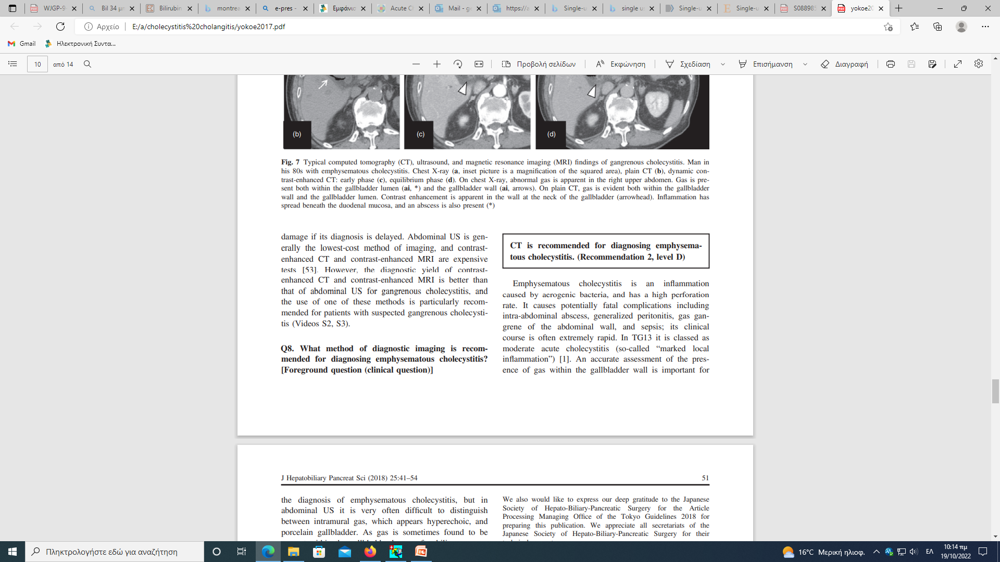 WJGP-9-
Bil 34 μm
Bilirubin
montrea
e-pres -
Εμφάνισ
Acute C
Mail - ge
https://a
Single-u
single us
Single-u
Single-u
S088985
yokoe20
Αρχείο
E:/a/cholecystitis%20cholangitis/yokoe2017.pdf
Gmail
Ηλεκτρονική Συντα...
10
από 14
Προβολή σελίδων
Εκφώνηση
Σχεδίαση
Επισήμανση
Διαγραφή
(b)
(c)
(d)
Fig. 7 Typical computed tomography (CT), ultrasound, and magnetic resonance imaging (MRI) findings of gangrenous cholecystitis. Man in
his 80s with emphysematous cholecystitis. Chest X-ray (a, inset picture is a magnification of the squared area), plain CT (b), dynamic con-
trast-enhanced CT: early phase (c), equilibrium phase (d). On chest X-ray, abnormal gas is apparent in the right upper abdomen. Gas is pre-
sent both within the gallbladder lumen (ai, *) and the gallbladder wall (ai, arrows). On plain CT, gas is evident both within the gallbladder
wall and the gallbladder lumen. Contrast enhancement is apparent in the wall at the neck of the gallbladder (arrowhead). Inflammation has
spread beneath the duodenal mucosa, and an abscess is also present (*)
damage if its diagnosis is delayed. Abdominal US is gen-
erally the lowest-cost method of imaging, and contrast-
enhanced CT and contrast-enhanced MRI are expensive
tests [53]. However, the diagnostic yield of contrast-
enhanced CT and contrast-enhanced MRI is better than
that of abdominal US for gangrenous cholecystitis, and
the use of one of these methods is particularly recom-
mended for patients with suspected gangrenous cholecysti-
tis (Videos S2, S3).
Q8. What method of diagnostic imaging is recom-
mended for diagnosing emphysematous cholecystitis?
[Foreground question (clinical question)]
CT is recommended for diagnosing emphysema-
tous cholecystitis. (Recommendation 2, level D)
Emphysematous cholecystitis is an inflammation
caused by aerogenic bacteria, and has a high perforation
rate. It causes potentially fatal complications including
intra-abdominal abscess, generalized peritonitis, gas gan-
grene of the abdominal wall, and sepsis; its clinical
course is often extremely rapid. In TG13 it is classed as
moderate acute cholecystitis (so-called “marked local
inflammation”) [1]. An accurate assessment of the pres-
ence of gas within the gallbladder wall is important for
J Hepatobiliary Pancreat Sci (2018) 25:41–54
51
the diagnosis of emphysematous cholecystitis, but in
abdominal US it is very often difficult to distinguish
between intramural gas, which appears hyperechoic, and
porcelain gallbladder. As gas is sometimes found to be
We also would like to express our deep gratitude to the Japanese
Society of Hepato-Biliary-Pancreatic Surgery for the Article
Processing Managing Office of the Tokyo Guidelines 2018 for
preparing this publication. We appreciate all secretariats of the
Japanese Society of Hepato-Biliary-Pancreatic Surgery for their
Πληκτρολογήστε εδώ για αναζήτηση
16°C Μερική ηλιοφ.
ΕΛ
10:14 πμ
19/10/2022